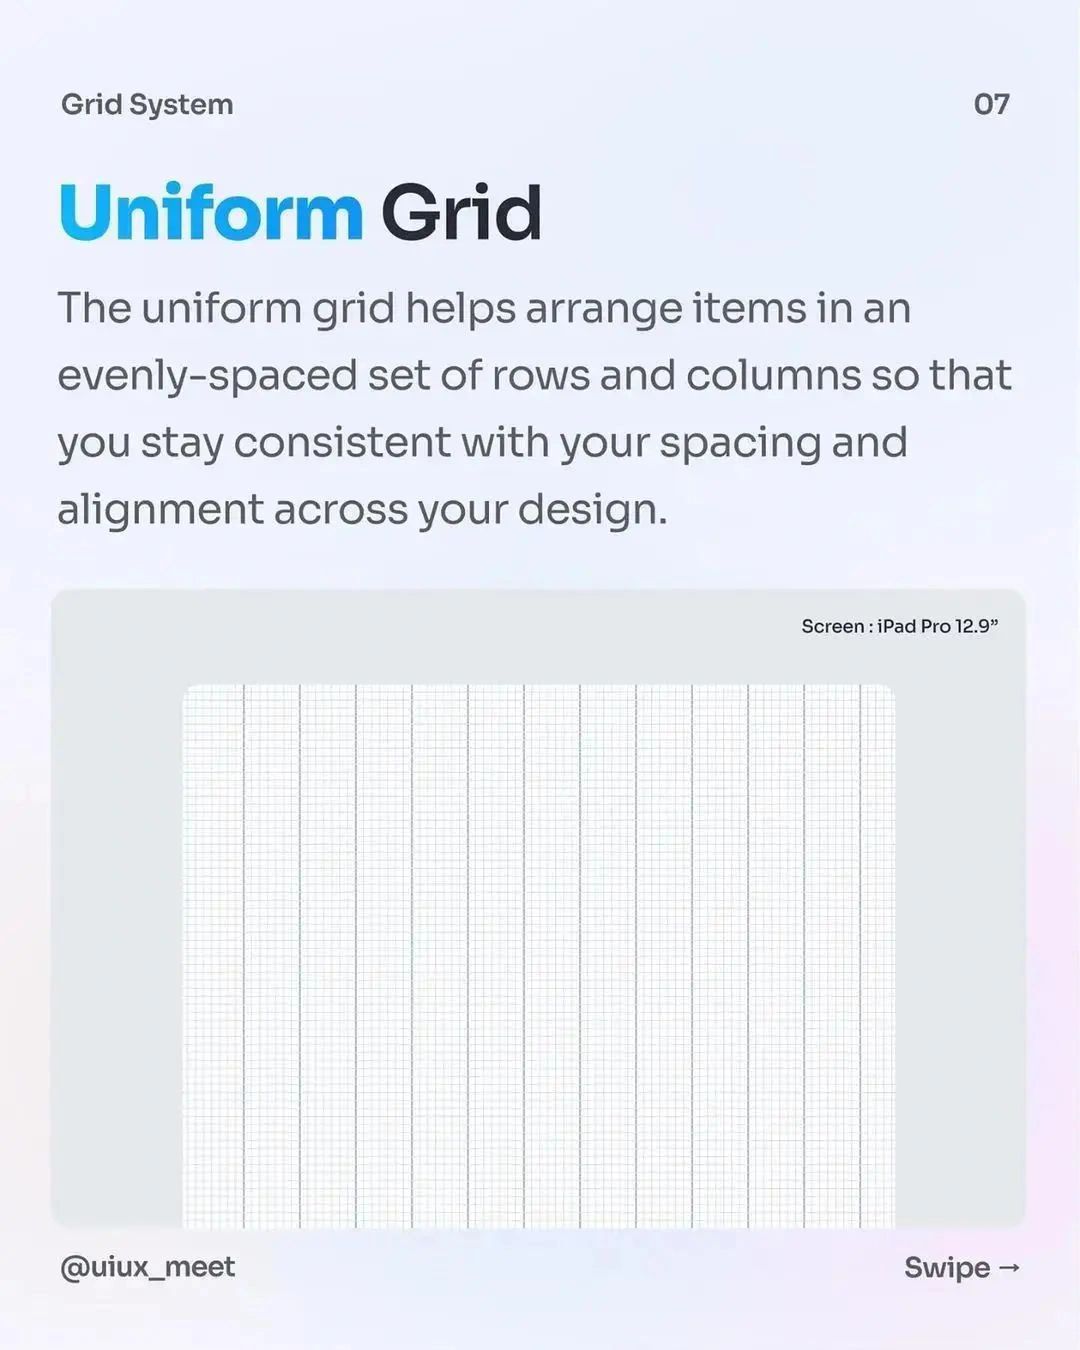 Grid System
07
Uniform Grid
The uniform grid helps arrange items in an
evenly-spaced set of rows and columns so that
you stay consistent with your spacing and
alignment across your design.
Screen : iPad Pro 12.9”
@uiux_meet
Swipe →